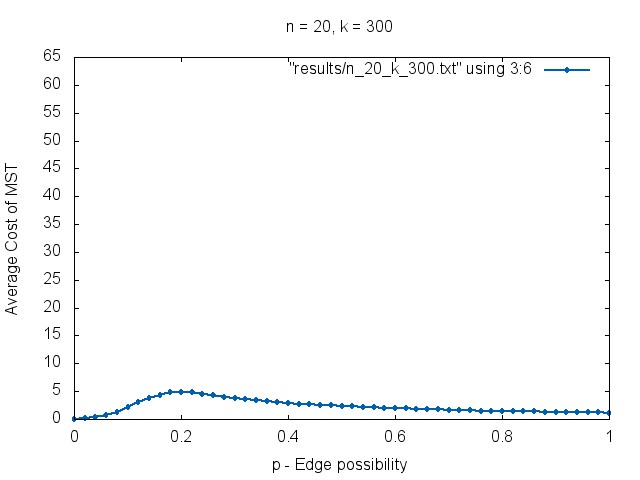 n = 20, k = 300
"results/n_20_k_300.txt" using 3:6
65
60
55
50
45
40
35
30
25
20
15
10
5
0
Average Cost of MST
0 0.2 0.4 0.6 0.8 1
p - Edge possibility